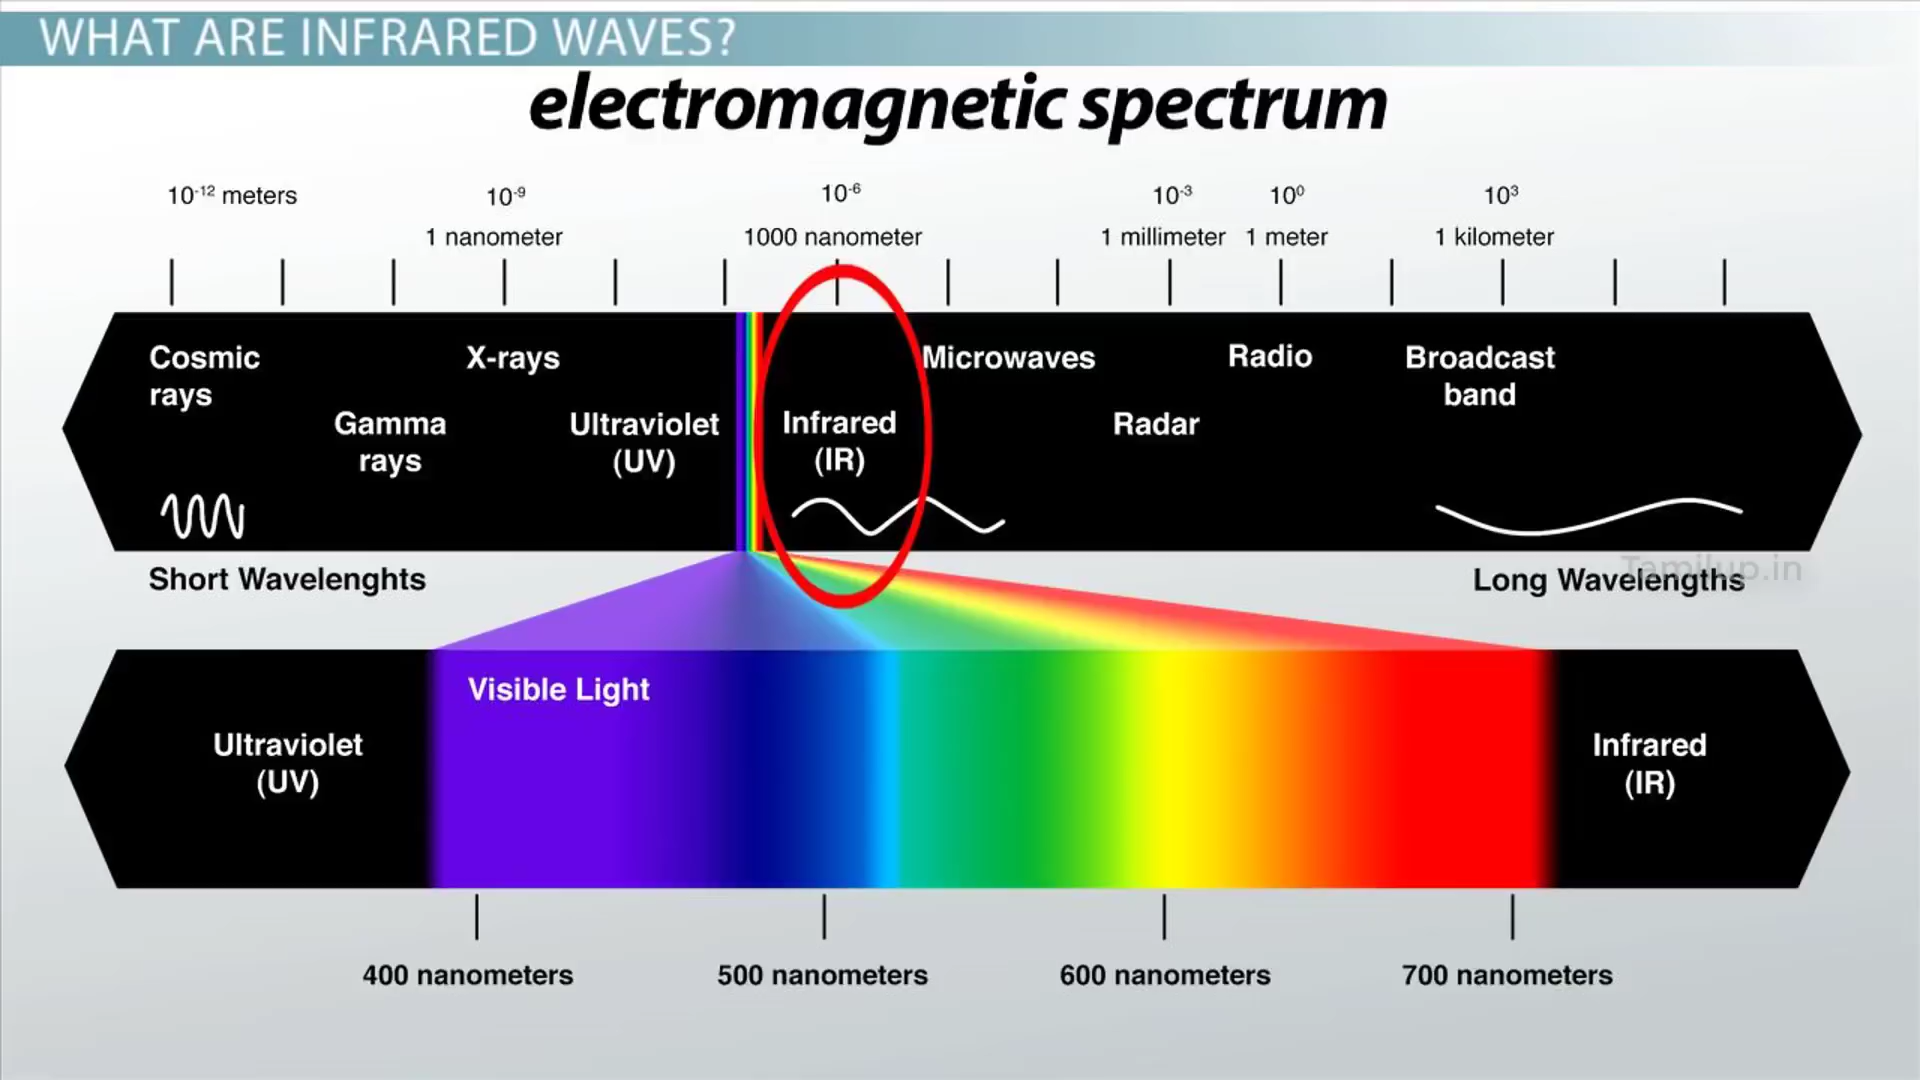 WHAT ARE INFRARED WAVES?
electromagnetic spectrum
10⁻¹² meters
10⁻⁹
10⁻⁶
10⁻³
10⁰
10³
1 nanometer
1000 nanometer
1 millimeter
1 meter
1 kilometer
Cosmic
rays
Gamma
rays
X-rays
Ultraviolet
(UV)
Infrared
(IR)
Microwaves
Radar
Radio
Broadcast
band
Short Wavelenghts
Long Wavelengths
Tamilup.in
Visible Light
Ultraviolet
(UV)
Infrared
(IR)
400 nanometers
500 nanometers
600 nanometers
700 nanometers